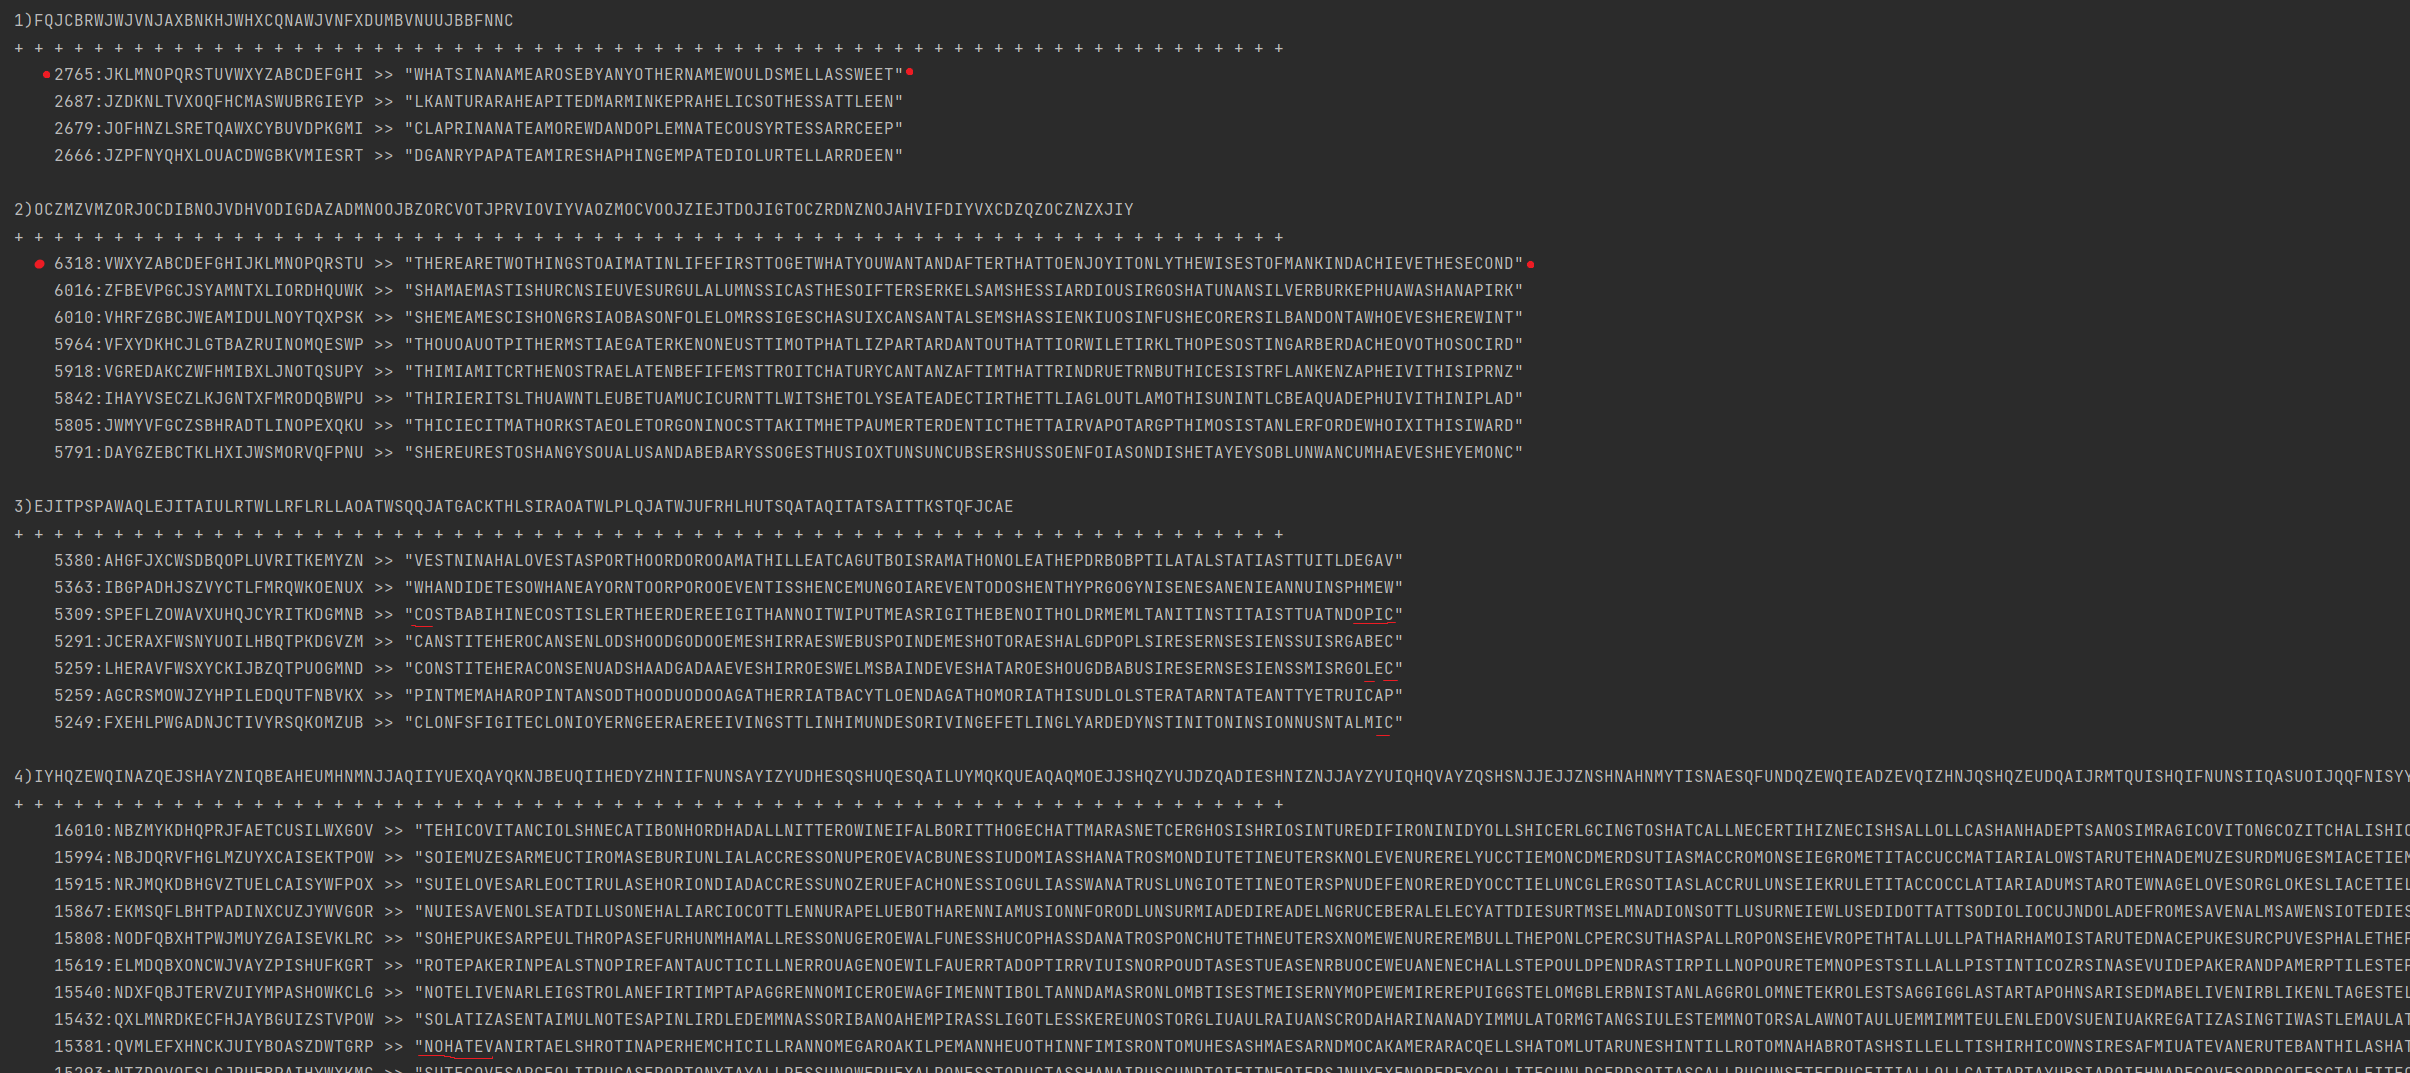 1)FQJCBRWJWJVNJAXBNKHJWHXCQNAWJVNFXDUMBVNUUJBBFNNC
+ + + + + + + + + + + + + + + + + + + + + + + + + + + + + + + + + + + + + + + + + + + + + + + + + + + + + + + + + + + + + + + +
2765:JKLMNOPQRSTUVWXYZABCDEFGHI >> "WHATSINANAMEAROSEBYANYOTHERNAMEWOULDSMELLASSWEET"
2687:JZDKNLTVXOQFHCMASWUBRGIEYP >> "LKANTURARAHEAPITEDMARMINKEPRAHELICSOTHESSATTLEEN"
2679:JOFHNZLSRETQAWXCYBUVDPKGMI >> "CLAPRINANATEAMOREWDANDOPLEMNATECOUSYRTESSARRCEEP"
2666:JZPFNYQHXLOUACDWGBKVMIESRT >> "DGANRYPAPATEAMIRESHAPHINGEMPATEDIOLURTELLARRDEEN"
2)OCZMZVMZORJOCDIBNOJVDHVODIGDAZADMNOOJBZORCVOTJPRVIOVIYVAOZMOCVOOJZIEJTDOJIGTOCZRDNZNOJAHVIFDIYVXCDZQZOCZNZXJIY
+ + + + + + + + + + + + + + + + + + + + + + + + + + + + + + + + + + + + + + + + + + + + + + + + + + + + + + + + + + + + + + + +
6318:VWXYZABCDEFGHIJKLMNOPQRSTU >> "THEREARETWOTHINGSTOAIMATINLIFEFIRSTTOGETWHATYOUWANTANDAFTERTHATTOENJOYITONLYTHEWISESTOFMANKINDACHIEVETHESECOND"
6016:ZFBEVPGCJSYAMNTXLIORDHQUWK >> "SHAMAEMASTISHURCNSIEUVESURGULALUMNSSICASTHESOIFTERSERKELSAMSHESSIARDIOUSIRGOSHATUNANSILVERBURKEPHUAWASHANAPIRK"
6010:VHRFZGBCJWEAMIDULNOYTQXPSK >> "SHEMEAMESCISHONGRSIAOBASONFOLELOMRSSIGESCHASUIXCANSANTALSEMSHASSIENKIUOSINFUSHECORERSILBANDONTAWHOEVESHEREWINT"
5964:VFXYDKHCJLGTBAZRUINOMQESWP >> "THOUOAUOTPITHERMSTIAEGATERKENONEUSTTIMOTPHATLIZPARTARDANTOUTHATTIORWILETIRKLTHOPESOSTINGARBERDACHEOVOTHOSOCIRD"
5918:VGREDAKCZWFHMIBXLJNOTQSUPY >> "THIMIAMITCRTHENOSTRAELATENBEFIFEMSTTROITCHATURYCANTANZAFTIMTHATTRINDRUETRNBUTHICESISTRFLANKENZAPHEIVITHISIPRNZ"
5842:IHAYVSECZLKJGNTXFMRODQBWPU >> "THIRIERITSLTHUAWNTLEUBETUAMUCICURNTTLWITSHETOLYSEATEADECTIRTHETTLIAGLOUTLAMOTHISUNINTLCBEAQUADEPHUIVITHINIPLAD"
5805:JWMYVFGCZSBHRADTLINOPEXQKU >> "THICIECITMATHORKSTAEOLETORGONINOCSTTAKITMHETPAUMERTERDENTICTHETTAIRVAPOTARGPTHIMOSISTANLERFORDEWHOIXITHISIWARD"
5791:DAYGZEBCTKLHXIJWSMORVQFPNU >> "SHEREURESTOSHANGYSOUALUSANDABEBARYSSOGESTHUSIOXTUNSUNCUBSERSHUSSOENFOIASONDISHETAYEYSOBLUNWANCUMHAEVESHEYEMONC"
3)EJITPSPAWAQLEJITAIULRTWLLRFLRLLAOATWSQQJATGACKTHLSIRAOATWLPLQJATWJUFRHLHUTSQATAQITATSAITTKSTQFJCAE
+ + + + + + + + + + + + + + + + + + + + + + + + + + + + + + + + + + + + + + + + + + + + + + + + + + + + + + + + + + + + + + + +
5380:AHGFJXCWSDBQOPLUVRITKEMYZN >> "VESTNINAHALOVESTASPORTHOORDOROOAMATHILLEATCAGUTBOISRAMATHONOLEATHEPDRBOBPTILATALSTATIASTTUITLDEGAV"
5363:IBGPADHJSZVYCTLFMRQWKOENUX >> "WHANDIDETESOWHANEAYORNTOORPOROOEVENTISSHENCEMUNGOIAREVENTODOSHENTHYPRGOGYNISENESANENIEANNUINSPHMEW"
5309:SPEFLZOWAVXUHQJCYRITKDGMNB >> "COSTBABIHINECOSTISLERTHEERDEREEIGITHANNOITWIPUTMEASRIGITHEBENOITHOLDRMEMLTANITINSTITAISTTUATNDOPIC"
5291:JCERAXFWSNYUOILHBQTPKDGVZM >> "CANSTITEHEROCANSENLODSHOODGODOOEMESHIRRAESWEBUSPOINDEMESHOTORAESHALGDPOPLSIRESERNSESIENSSUISRGABEC"
5259:LHERAVFWSXYCKIJBZQTPUOGMND >> "CONSTITEHERACONSENUADSHAADGADAAEVESHIRROESWELMSBAINDEVESHATAROESHOUGDBABUSIRESERNSESIENSSMISRGOLEC"
5259:AGCRSMOWJZYHPILEDQUTFNBVKX >> "PINTMEMAHAROPINTANSODTHOODUODOOAGATHERRIATBACYTLOENDAGATHOMORIATHISUDLOLSTERATARNTATEANTTYETRUICAP"
5249:FXEHLPWGADNJCTIVYRSQKOMZUB >> "CLONFSFIGITECLONIOYERNGEERAEREEIVINGSTTLINHIMUNDESORIVINGEFETLINGLYARDEDYNSTINITONINSIONNUSNTALMIC"
4)IYHQZEWQINAZQEJSHAYZNIQBEAHEUMHNMNJJAQIIYUEXQAYQKNJBEUQIIHEDYZHNIIFNUNSAYIZYUDHESQSHUQESQAILUYMQKQUEAQAQMOEJJSHQZYUJDZQADIESHNIZNJJAYZYUIQHQVAYZQSHSNJJEJJZNSHNAHNMYTISNAESQFUNDQZEWQIEADZEVQIZHNJQSHQZEUDQAIJRMTQUISHQIFNUNSIIQASUOIJQQFNISYY
+ + + + + + + + + + + + + + + + + + + + + + + + + + + + + + + + + + + + + + + + + + + + + + + + + + + + + + + + + + + + + + + +
16010:NBZMYKDHQPRJFAETCUSILWXGOV >> "TEHICOVITANCIOLSHNECATIBONHORDHADALLNITTEROWINEIFALBORITTHOGECHATTMARASNETCERGHOSISHRIOSINTUREDIFIRONINIDYOLLSHICERLGCINGTOSHATCALLNECERTIHIZNECISHSALLOLLCASHANHADEPTSANOSIMRAGICOVITONGCOZITCHALISHIC
15994:NBJDQRVFHGLMZUYXCAISEKTPOW >> "SOIEMUZESARMEUCTIROMASEBURIUNLIALACCRESSONUPEROEVACBUNESSIUDOMIASSHANATROSMONDIUTETINEUTERSKNOLEVENURERELYUCCTIEMONCDMERDSUTIASMACCROMONSEIEGROMETITACCUCCMATIARIALOWSTARUTEHNADEMUZESURDMUGESMIACETIEM
15915:NRJMQKDBHGVZTUELCAISYWFPOX >> "SUIELOVESARLEOCTIRULASEHORIONDIADACCRESSUNOZERUEFACHONESSIOGULIASSWANATRUSLUNGIOTETINEOTERSPNUDEFENOREREDYOCCTIELUNCGLERGSOTIASLACCRULUNSEIEKRULETITACCOCCLATIARIADUMSTAROTEWNAGELOVESORGLOKESLIACETIEL
15867:EKMSQFLBHTPADINXCUZJYWVGOR >> "NUIESAVENOLSEATDILUSONEHALIARCIOCOTTLENNURAPELUEBOTHARENNIAMUSIONNFORODLUNSURMIADEDIREADELNGRUCEBERALELECYATTDIESURTMSELMNADIONSOTTLUSURNEIEWLUSEDIDOTTATTSODIOLIOCUJNDOLADEFROMESAVENALMSAWENSIOTEDIES
15808:NODFQBXHTPWJMUYZGAISEVKLRC >> "SOHEPUKESARPEULTHROPASEFURHUNMHAMALLRESSONUGEROEWALFUNESSHUCOPHASSDANATROSPONCHUTETHNEUTERSXNOMEWENUREREMBULLTHEPONLCPERCSUTHASPALLROPONSEHEVROPETHTALLULLPATHARHAMOISTARUTEDNACEPUKESURCPUVESPHALETHEP
15619:ELMDQBXONCWJVAYZPISHUFKGRT >> "ROTEPAKERINPEALSTNOPIREFANTAUCTICILLNERROUAGENOEWILFAUERRTADOPTIRRVIUISNORPOUDTASESTUEASENRBUOCEWEUANENECHALLSTEPOULDPENDRASTIRPILLNOPOURETEMNOPESTSILLALLPISTINTICOZRSINASEVUIDEPAKERANDPAMERPTILESTEP
15540:NDXFQBJTERVZUIYMPASHOWKCLG >> "NOTELIVENARLEIGSTROLANEFIRTIMPTAPAGGRENNOMICEROEWAGFIMENNTIBOLTANNDAMASRONLOMBTISESTMEISERNYMOPEWEMIREREPUIGGSTELOMGBLERBNISTANLAGGROLOMNETEKROLESTSAGGIGGLASTARTAPOHNSARISEDMABELIVENIRBLIKENLTAGESTEL
15432:QXLMNRDKECFHJAYBGUIZSTVPOW >> "SOLATIZASENTAIMULNOTESAPINLIRDLEDEMMNASSORIBANOAHEMPIRASSLIGOTLESSKEREUNOSTORGLIUAULRAIUANSCRODAHARINANADYIMMULATORMGTANGSIULESTEMMNOTORSALAWNOTAULUEMMIMMTEULENLEDOVSUENIUAKREGATIZASINGTIWASTLEMAULAT
15381:QVMLEFXHNCKJUIYBOASZDWTGRP >> "NOHATEVANIRTAELSHROTINAPERHEMCHICILLRANNOMEGAROAKILPEMANNHEUOTHINNFIMISRONTOMUHESASHMAESARNDMOCAKAMERARACQELLSHATOMLUTARUNESHINTILLROTOMNAHABROTASHSILLELLTISHIRHICOWNSIRESAFMIUATEVANERUTEBANTHILASHAT